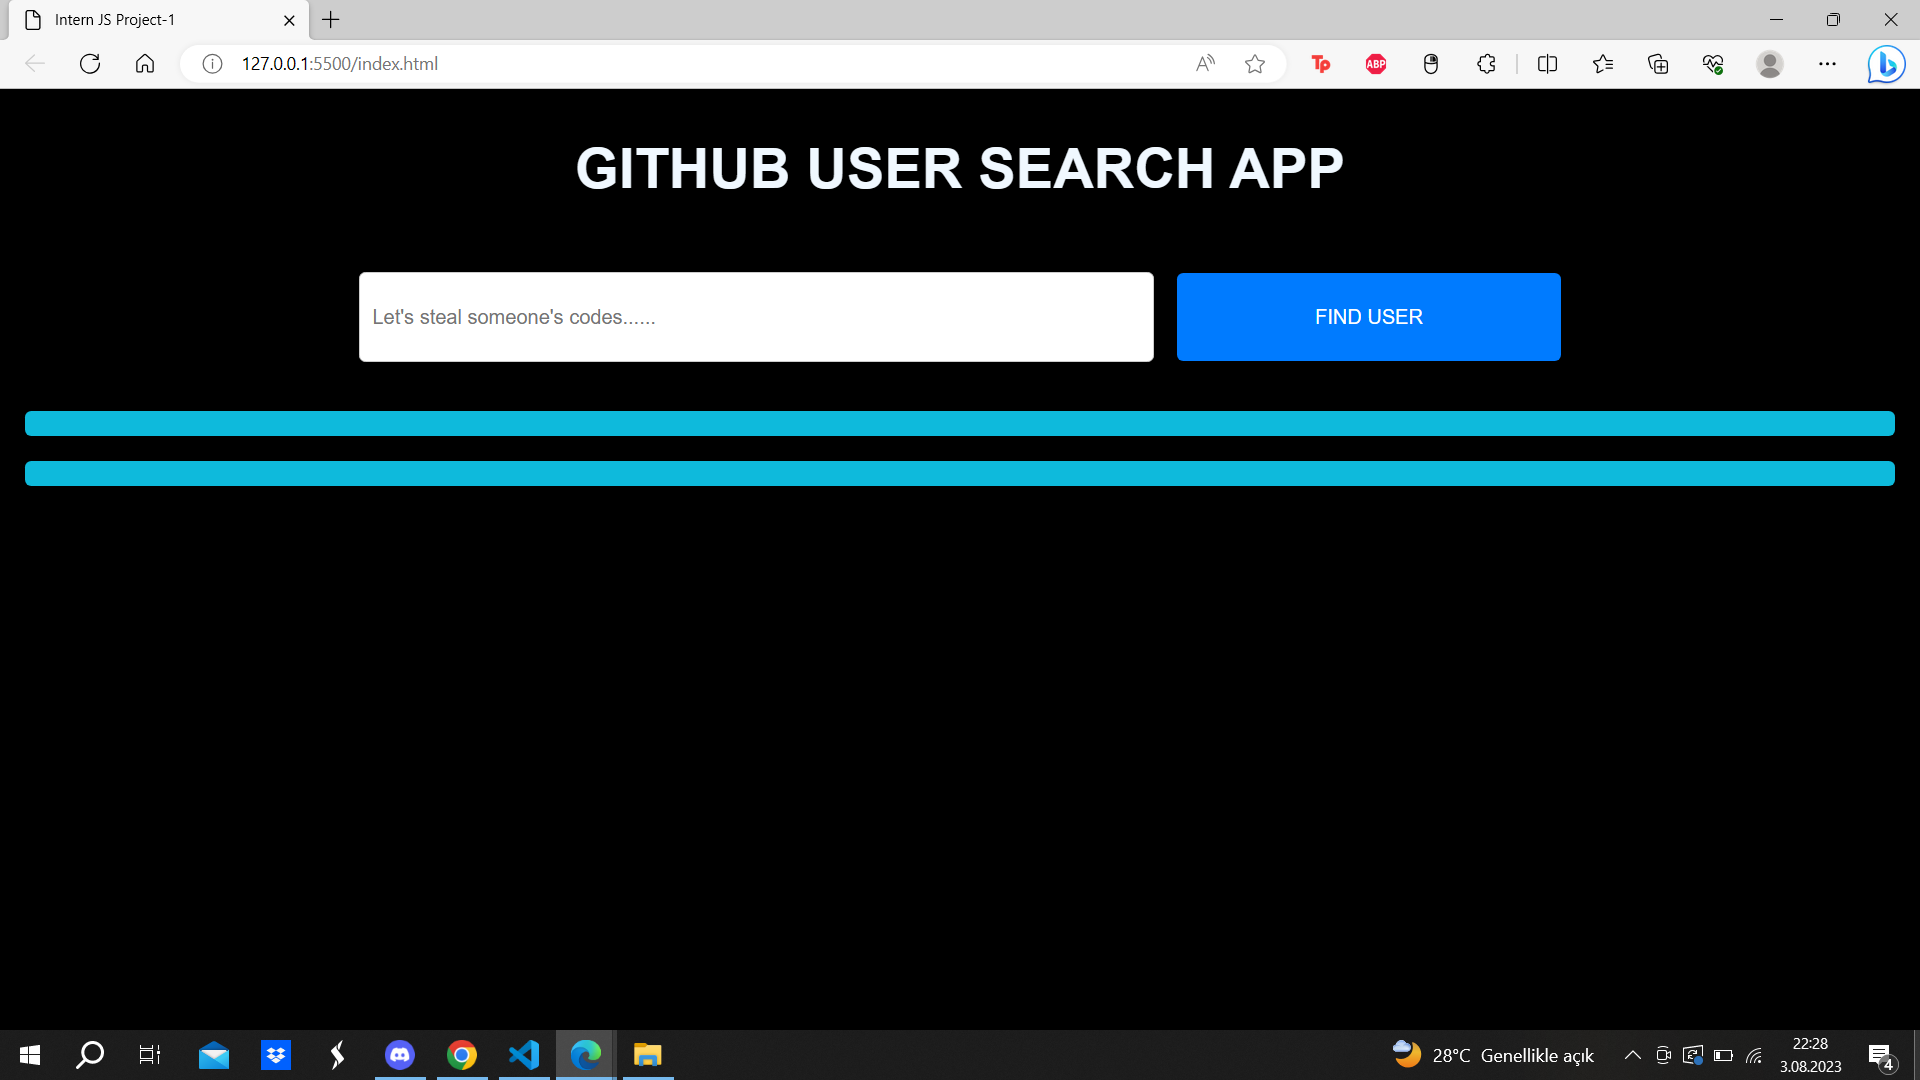 Intern JS Project-1
127.0.0.1:5500/index.html
GITHUB USER SEARCH APP
Let's steal someone's codes......
FIND USER
28°C Genellikle açık
22:28
3.08.2023
4
Tp
ABP